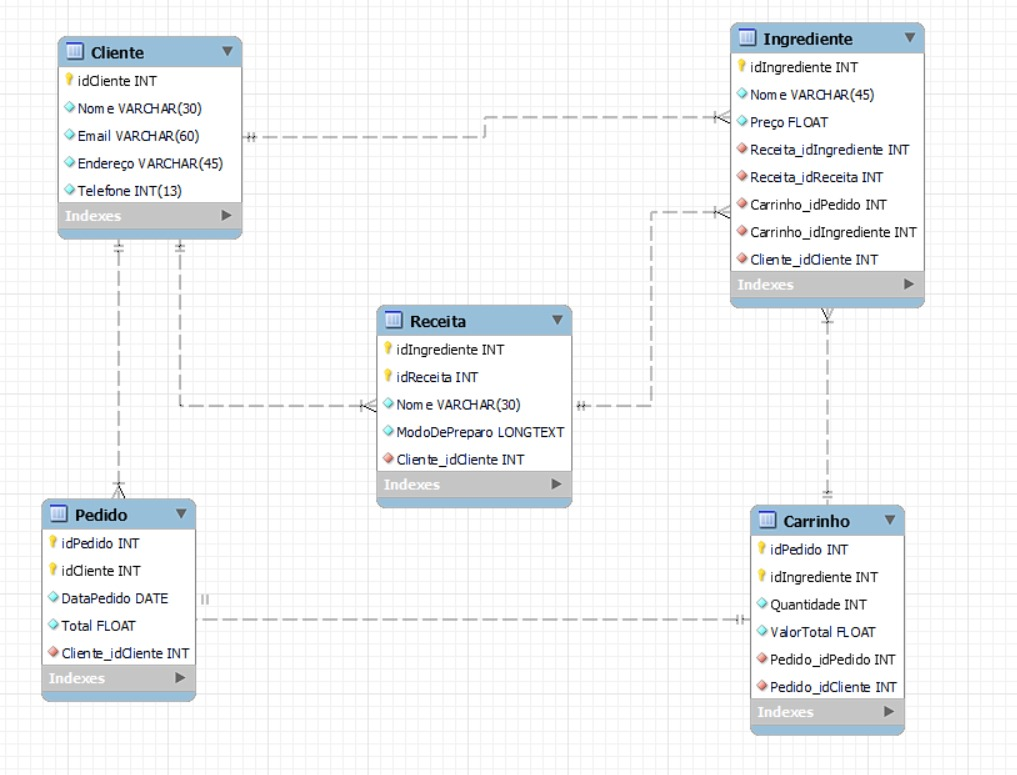 Cliente
idCliente INT
Nome VARCHAR(30)
Email VARCHAR(60)
Endereço VARCHAR(45)
Telefone INT(13)
Indexes
Ingrediente
idIngrediente INT
Nome VARCHAR(45)
Preço FLOAT
Receita_idIngrediente INT
Receita_idReceita INT
Carrinho_idPedido INT
Carrinho_idIngrediente INT
Cliente_idCliente INT
Indexes
Receita
idIngrediente INT
idReceita INT
Nome VARCHAR(30)
ModoDePreparo LONGTEXT
Cliente_idCliente INT
Indexes
Pedido
idPedido INT
idCliente INT
DataPedido DATE
Total FLOAT
Cliente_idCliente INT
Indexes
Carrinho
idPedido INT
idIngrediente INT
Quantidade INT
ValorTotal FLOAT
Pedido_idPedido INT
Pedido_idCliente INT
Indexes